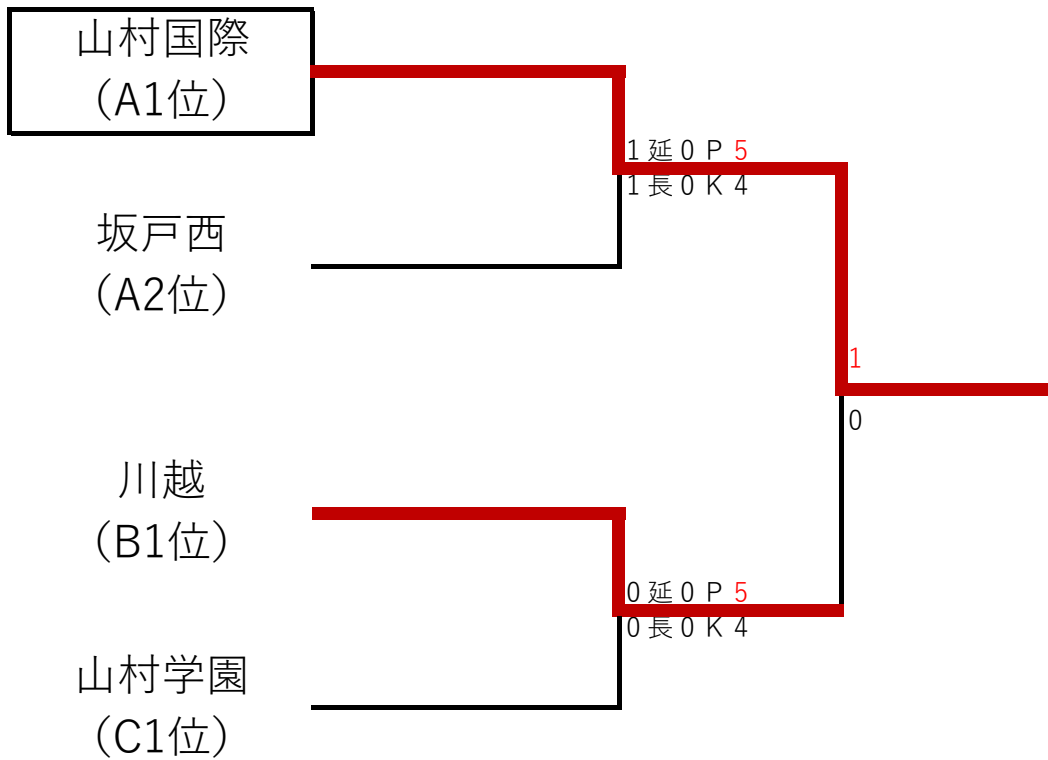 山村国際
（A1位）
1 延 0 P 5
1 長 0 K 4
坂戸西
（A2位）
1
0
川越
（B1位）
0 延 0 P 5
0 長 0 K 4
山村学園
（C1位）